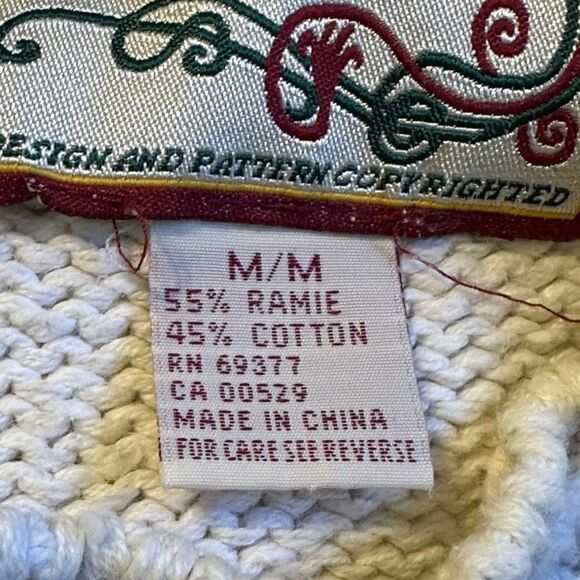 DESIGN AND PATTERN COPYRIGHTED
M/M
55% RAMIE
45% COTTON
RN 69377
CA 00529
MADE IN CHINA
FOR CARE SEE REVERSE